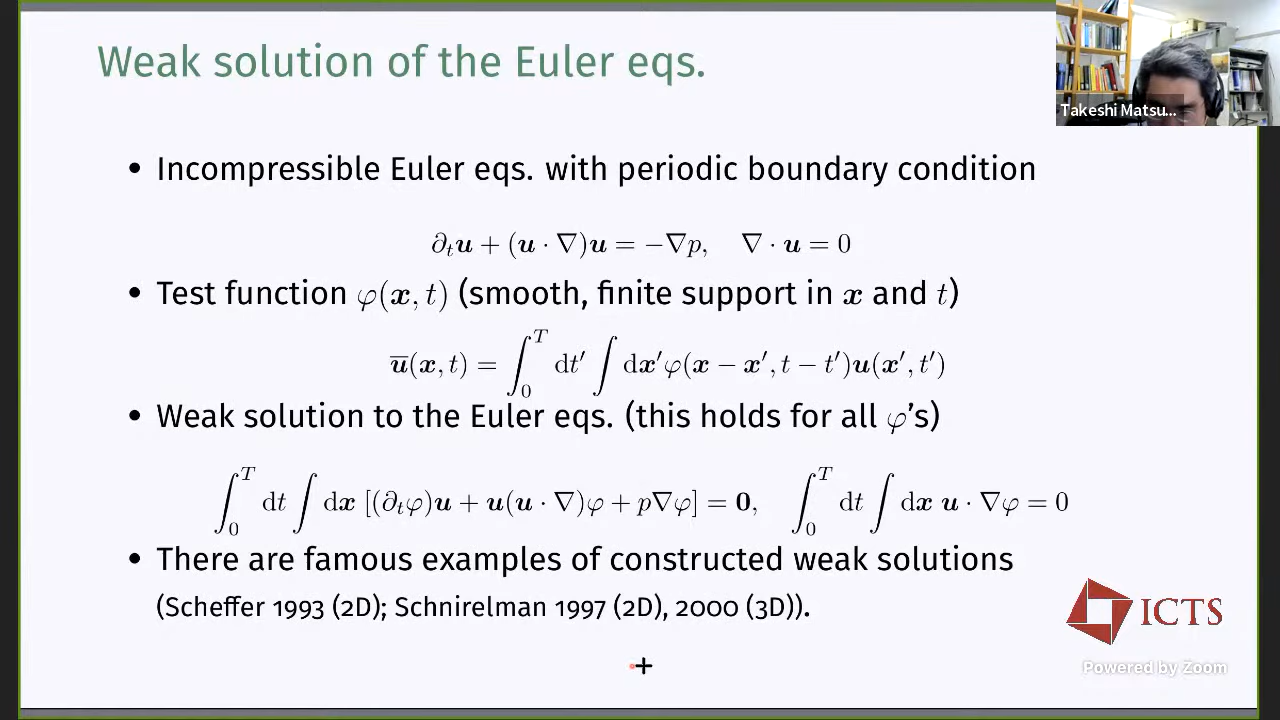 Weak solution of the Euler eqs.
Takeshi Matsu...
• Incompressible Euler eqs. with periodic boundary condition
∂ₜ𝒖 + (𝒖 · ∇)𝒖 = −∇p, ∇ · 𝒖 = 0
• Test function φ(𝒙, t) (smooth, finite support in 𝒙 and t)
𝒖̅(𝒙, t) = ∫₀ᵀ dt′ ∫ d𝒙′φ(𝒙 − 𝒙′, t − t′)𝒖(𝒙′, t′)
• Weak solution to the Euler eqs. (this holds for all φ’s)
∫₀ᵀ dt ∫ d𝒙 [(∂ₜφ)𝒖 + 𝒖(𝒖 · ∇)φ + p∇φ] = 𝟎, ∫₀ᵀ dt ∫ d𝒙 𝒖 · ∇φ = 0
• There are famous examples of constructed weak solutions
(Scheffer 1993 (2D); Schnirelman 1997 (2D), 2000 (3D)).
ICTS
Powered by Zoom